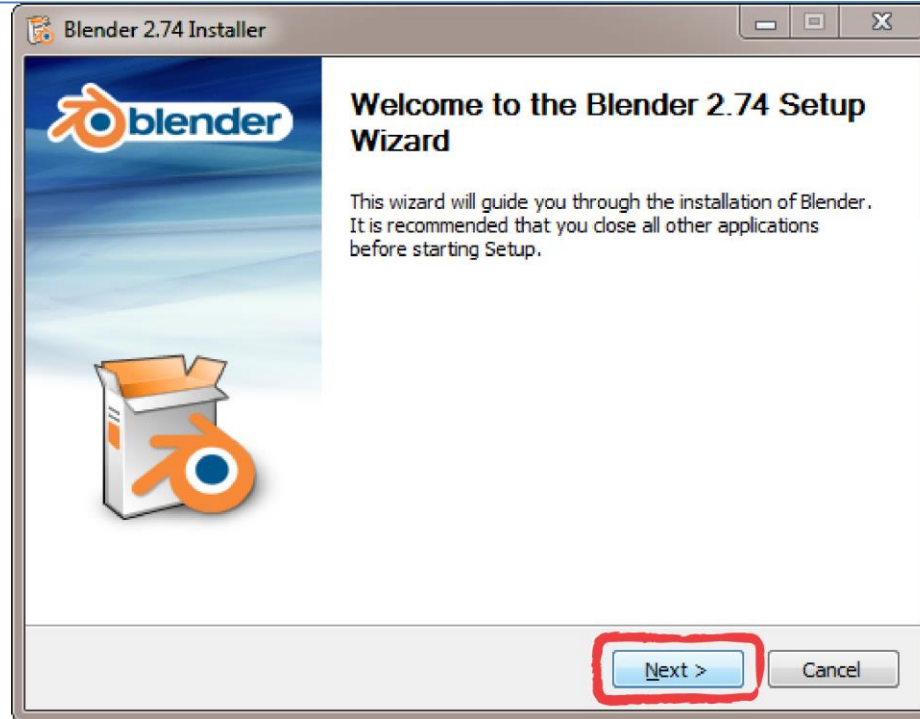 Blender 2.74 Installer
blender
Welcome to the Blender 2.74 Setup
Wizard
This wizard will guide you through the installation of Blender.
It is recommended that you close all other applications
before starting Setup.
Next >
Cancel